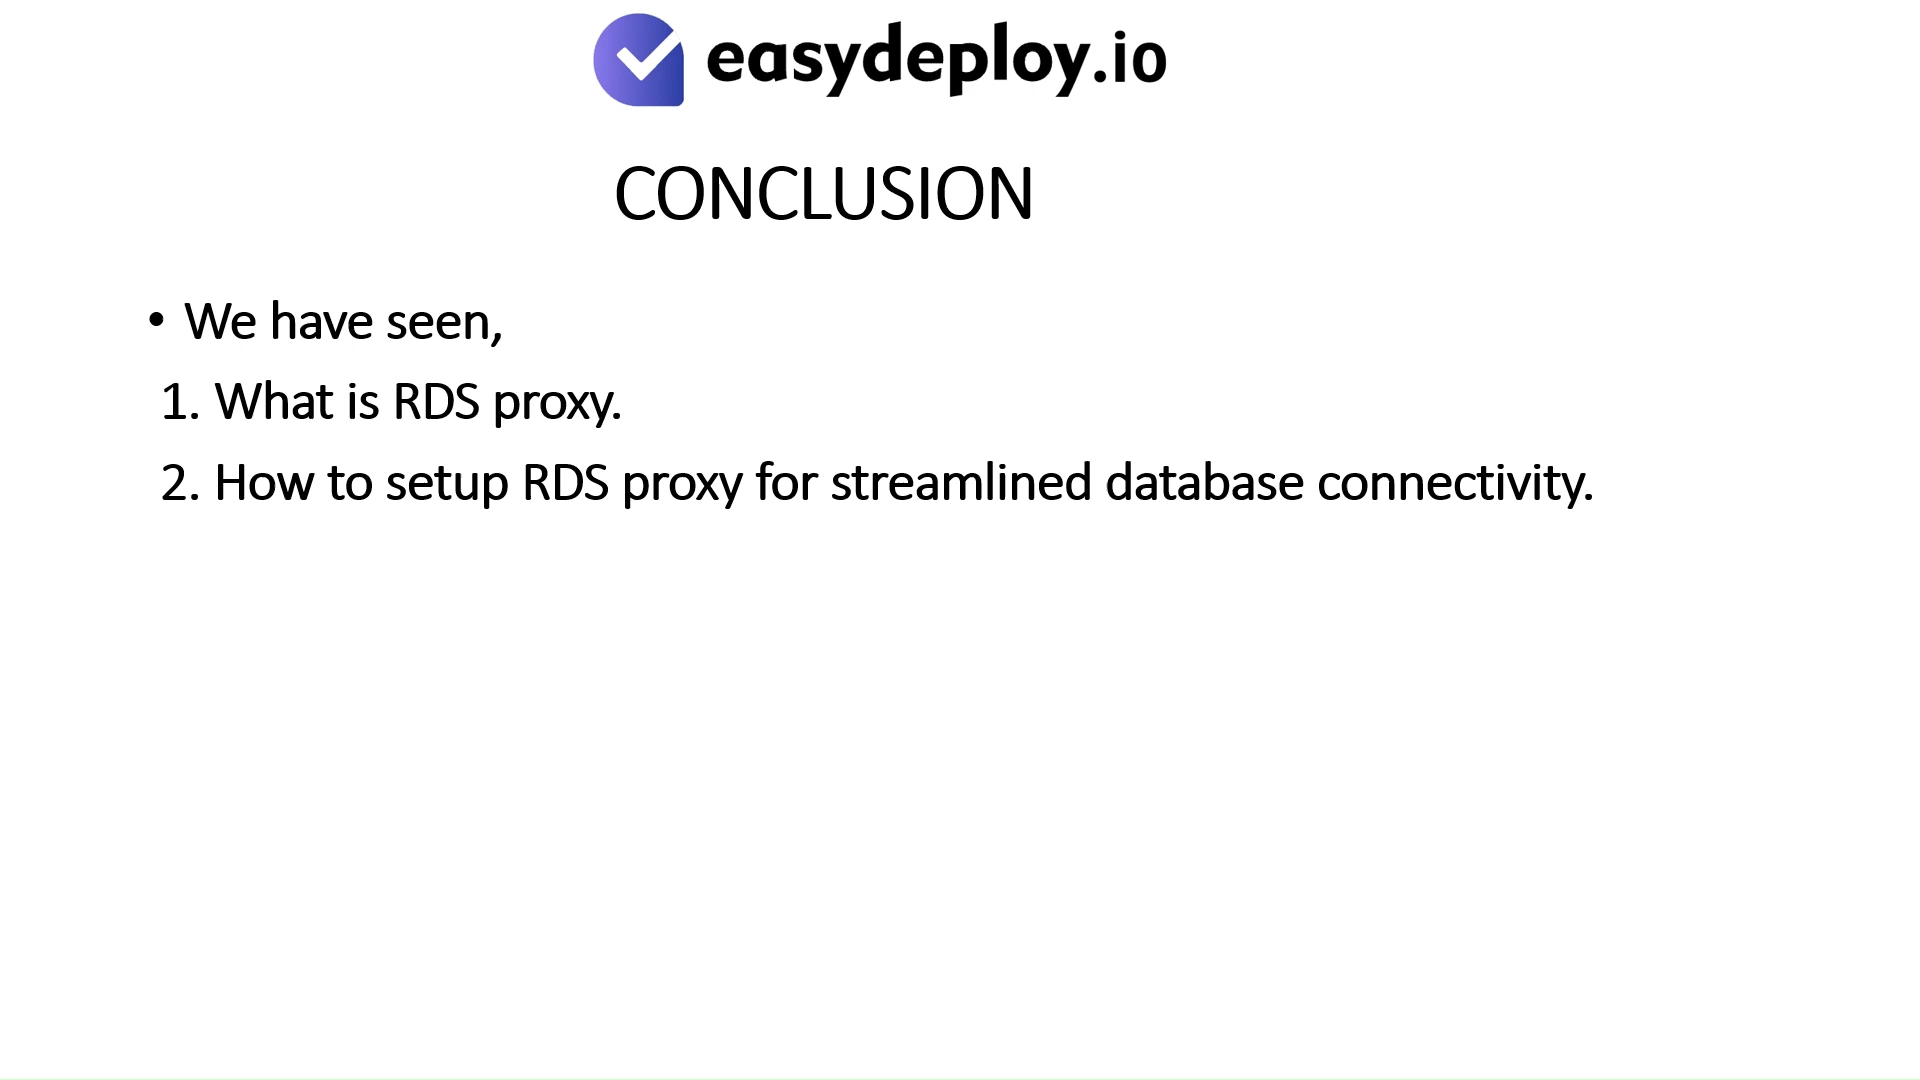 easydeploy.io
CONCLUSION
• We have seen,
1. What is RDS proxy.
2. How to setup RDS proxy for streamlined database connectivity.